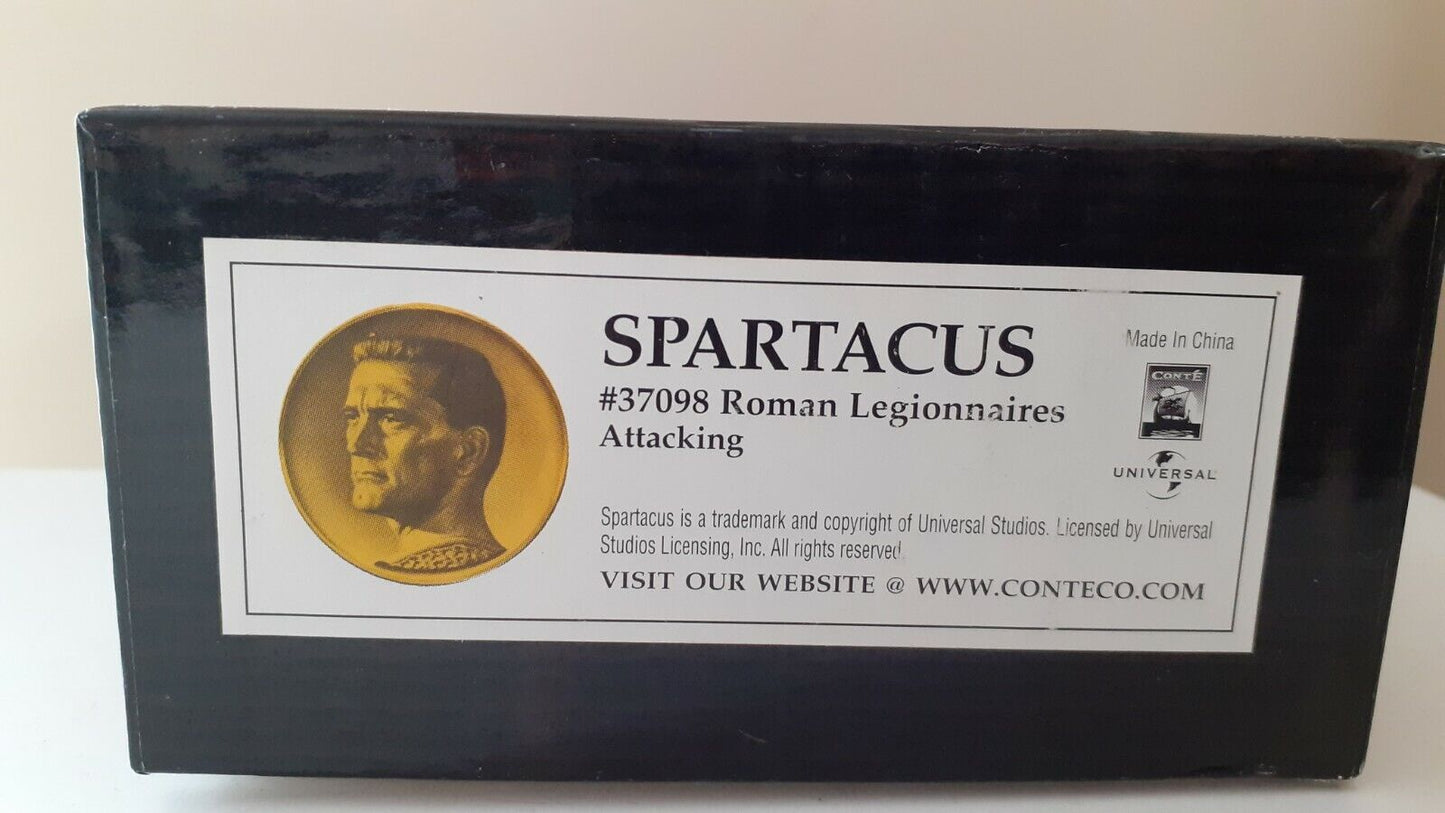 SPARTACUS
#37098 Roman Legionnaires
Attacking
Made In China
CONTÉ
UNIVERSAL
Spartacus is a trademark and copyright of Universal Studios. Licensed by Universal
Studios Licensing, Inc. All rights reserved.
VISIT OUR WEBSITE @ WWW.CONTECO.COM